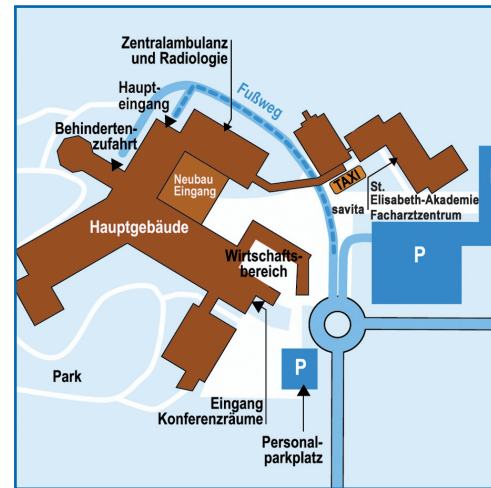 Zentralambulanz
und Radiologie
Haupt-
eingang
Fußweg
Behinderten-
zufahrt
Neubau
Eingang
TAXI
St.
Elisabeth-Akademie
Facharztzentrum
savita
Hauptgebäude
Wirtschafts-
bereich
P
P
Park
Eingang
Konferenzräume
Personal-
parkplatz